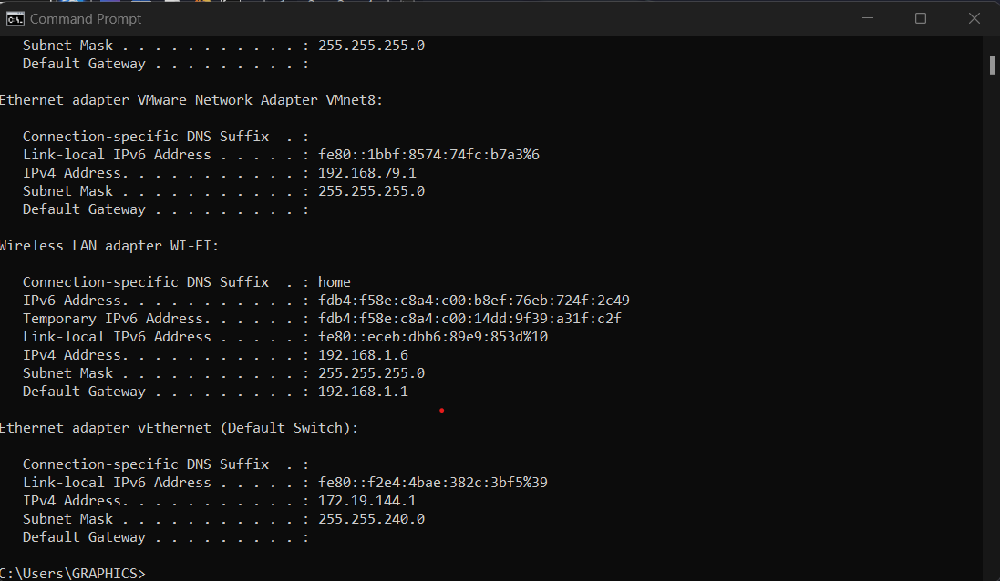 Command Prompt
Subnet Mask . . . . . . . . . . . : 255.255.255.0
Default Gateway . . . . . . . . . :
Ethernet adapter VMware Network Adapter VMnet8:
Connection-specific DNS Suffix  . :
Link-local IPv6 Address . . . . . : fe80::1bbf:8574:74fc:b7a3%6
IPv4 Address. . . . . . . . . . . : 192.168.79.1
Subnet Mask . . . . . . . . . . . : 255.255.255.0
Default Gateway . . . . . . . . . :
Wireless LAN adapter WI-FI:
Connection-specific DNS Suffix  . : home
IPv6 Address. . . . . . . . . . . : fdb4:f58e:c8a4:c00:b8ef:76eb:724f:2c49
Temporary IPv6 Address. . . . . . : fdb4:f58e:c8a4:c00:14dd:9f39:a31f:c2f
Link-local IPv6 Address . . . . . : fe80::eceb:dbb6:89e9:853d%10
IPv4 Address. . . . . . . . . . . : 192.168.1.6
Subnet Mask . . . . . . . . . . . : 255.255.255.0
Default Gateway . . . . . . . . . : 192.168.1.1
Ethernet adapter vEthernet (Default Switch):
Connection-specific DNS Suffix  . :
Link-local IPv6 Address . . . . . : fe80::f2e4:4bae:382c:3bf5%39
IPv4 Address. . . . . . . . . . . : 172.19.144.1
Subnet Mask . . . . . . . . . . . : 255.255.240.0
Default Gateway . . . . . . . . . :
C:\Users\GRAPHICS>